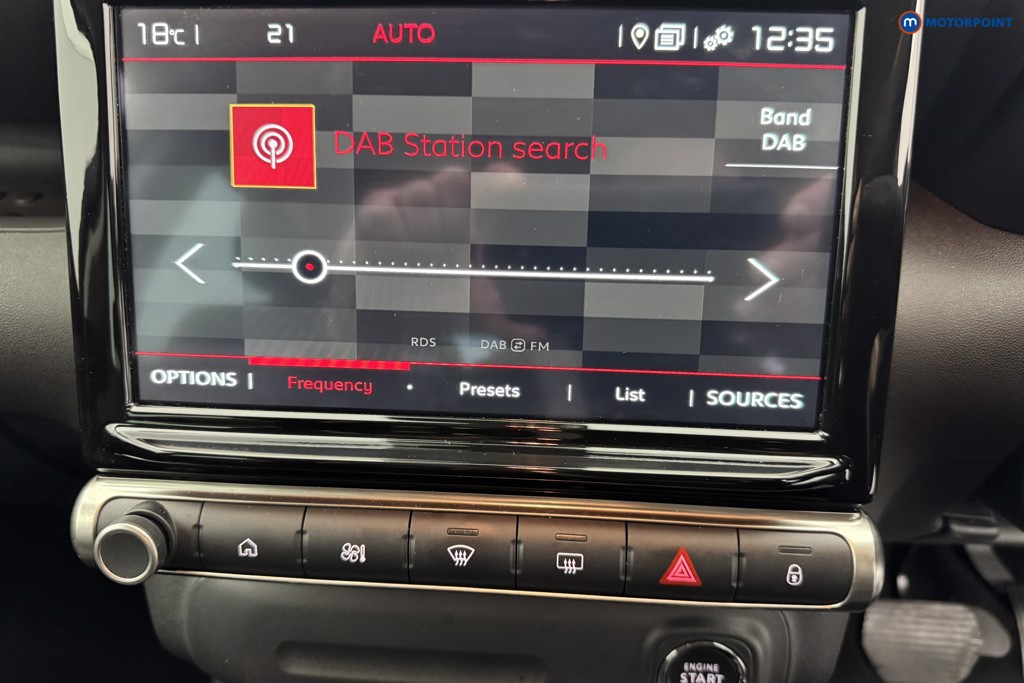 18°C 21 AUTO 12:35
m MOTORPOINT
Band
DAB
DAB Station search
RDS DAB FM
OPTIONS | Frequency • Presets | List | SOURCES
ENGINE
START